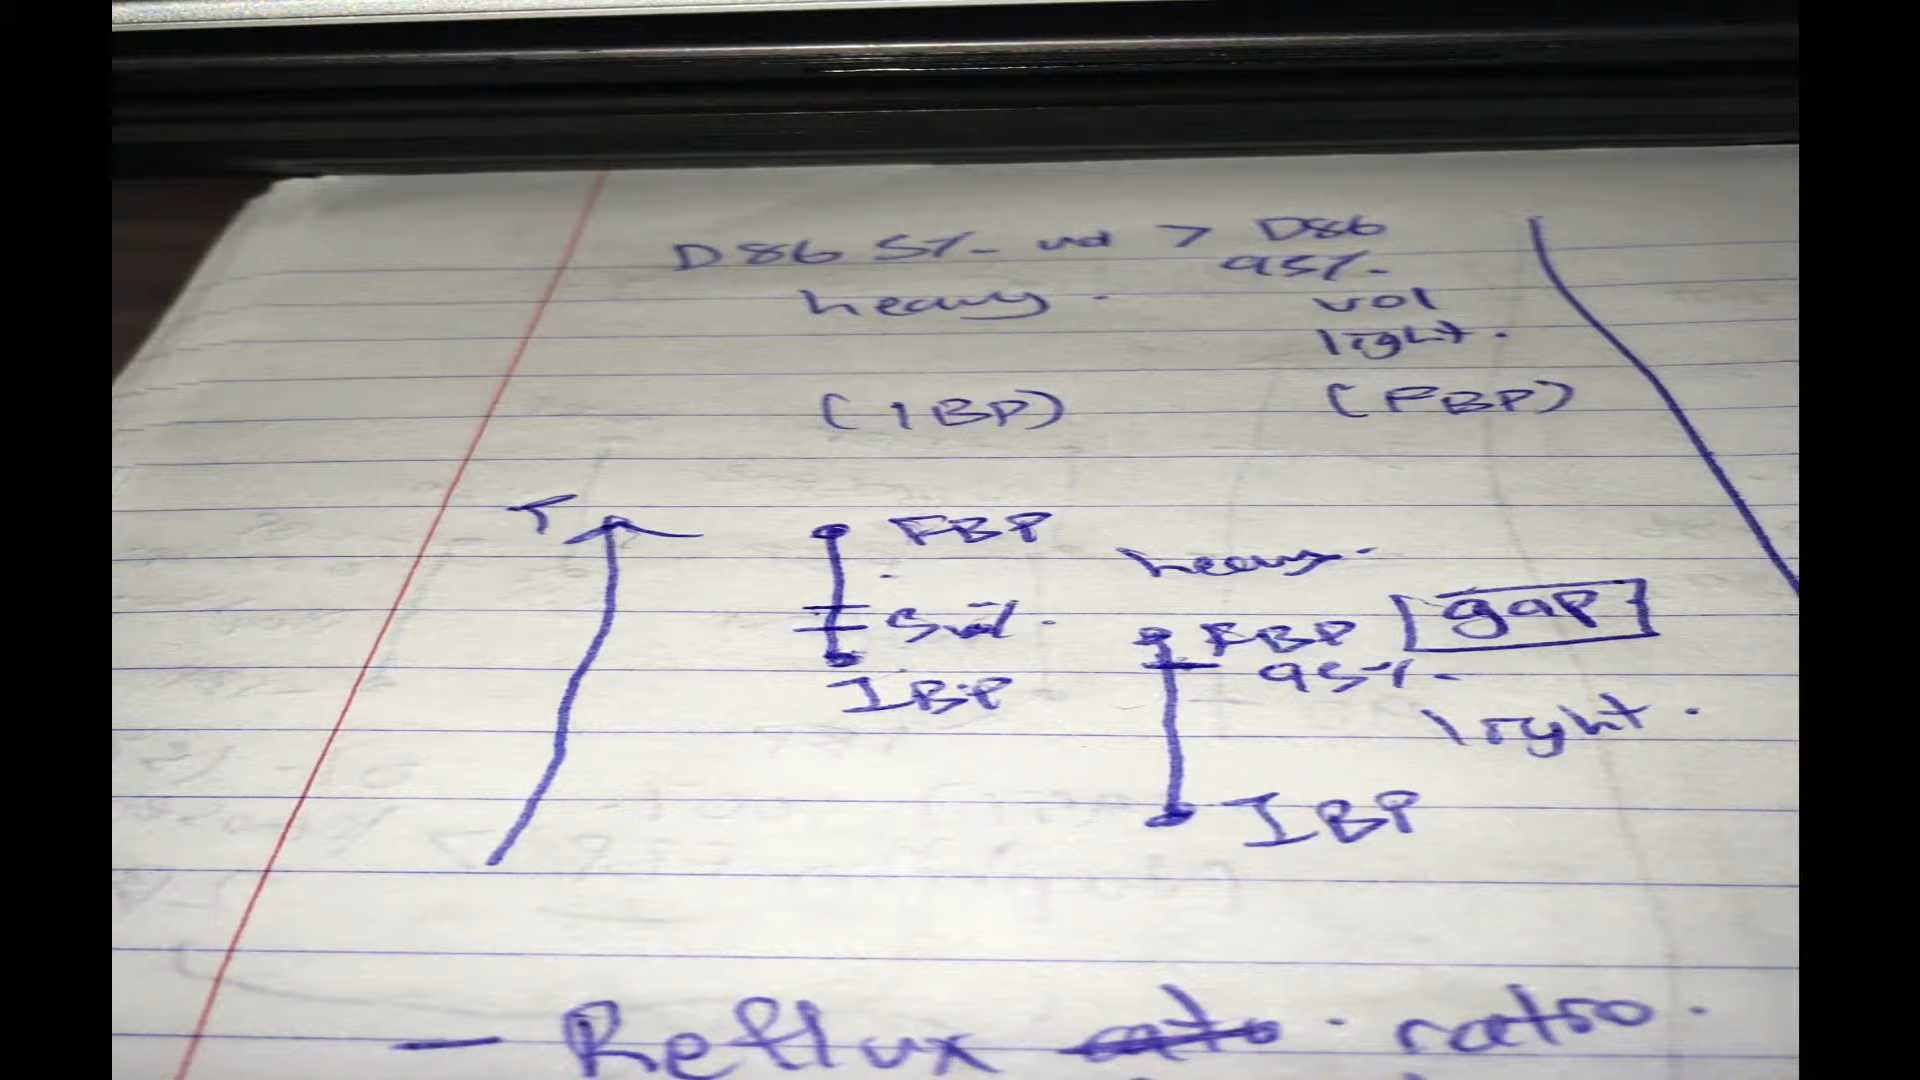 D86 5% vol > D86
95%
heavy. vol
light.
(IBP) (FBP)
T FBP
heavy.
5%. FBP gap
95%.
IBP light.
IBP
- Reflux ratio.